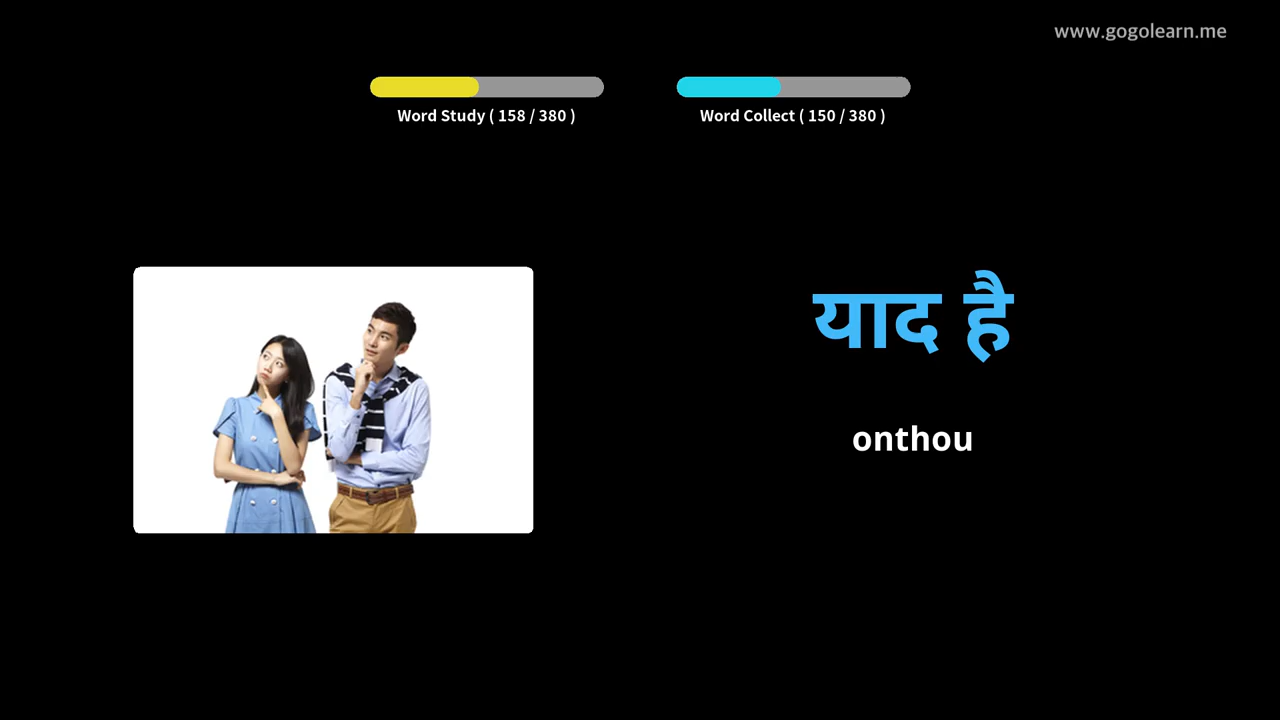 www.gogolearn.me
Word Study ( 158 / 380 )
Word Collect ( 150 / 380 )
याद है
onthou